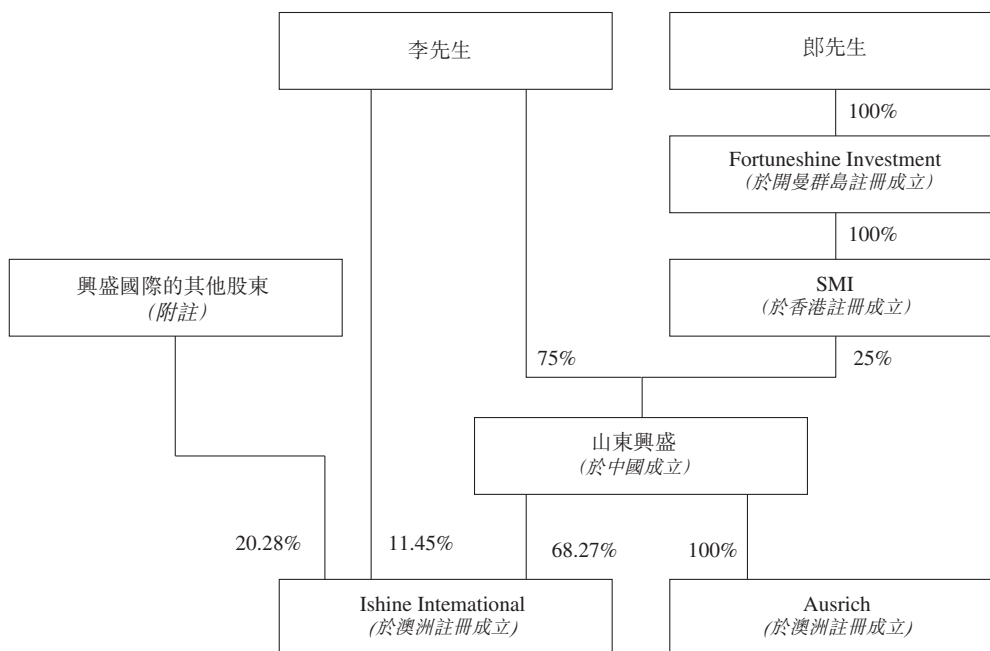 李先生
郎先生
100%
Fortuneshine Investment
(於開曼群島註冊成立)
100%
興盛國際的其他股東
(附註)
SMI
(於香港註冊成立)
75%
25%
山東興盛
(於中國成立)
20.28%
11.45%
68.27%
100%
Ishine Intemational
(於澳洲註冊成立)
Ausrich
(於澳洲註冊成立)